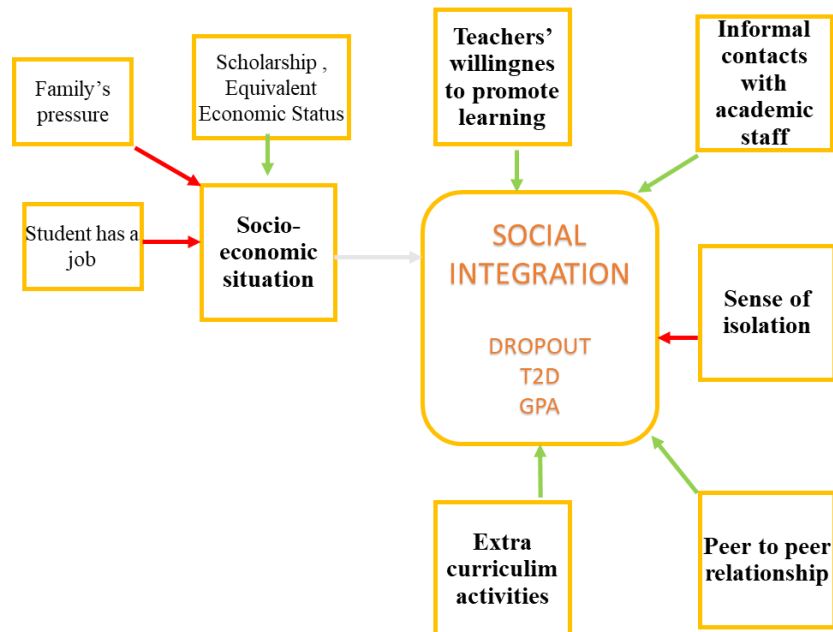 Family's
pressure
Scholarship ,
Equivalent
Economic Status
Student has a
job
Socio-
economic
situation
Teachers'
willingnes
to promote
learning
Informal
contacts
with
academic
staff
SOCIAL
INTEGRATION
DROPOUT
T2D
GPA
Sense of
isolation
Extra
curriculim
activities
Peer to peer
relationship